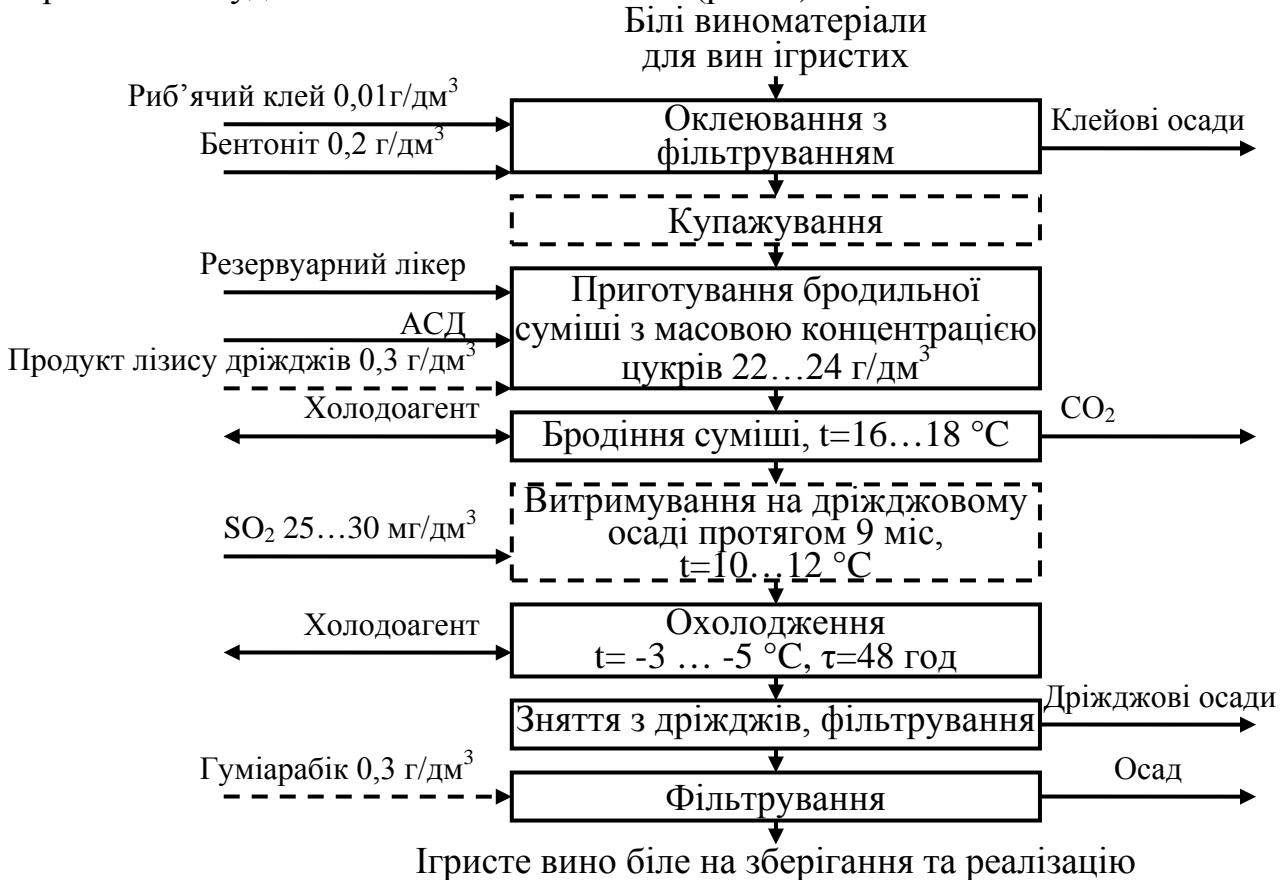 Білі виноматеріали
для вин ігристих
Риб’ячий клей 0,01г/дм³
Бентоніт 0,2 г/дм³
Оклеювання з
фільтруванням
Клейові осади
Купажування
Резервуарний лікер
АСД
Продукт лізису дріжджів 0,3 г/дм³
Приготування бродильної
суміші з масовою концентрацією
цукрів 22…24 г/дм³
Холодоагент
Бродіння суміші, t=16…18 °С
СО₂
SO₂ 25…30 мг/дм³
Витримування на дріжджовому
осаді протягом 9 міс,
t=10…12 °С
Холодоагент
Охолодження
t= -3 … -5 °С, τ=48 год
Зняття з дріжджів, фільтрування
Дріжджові осади
Гуміарабік 0,3 г/дм³
Фільтрування
Осад
Ігристе вино біле на зберігання та реалізацію